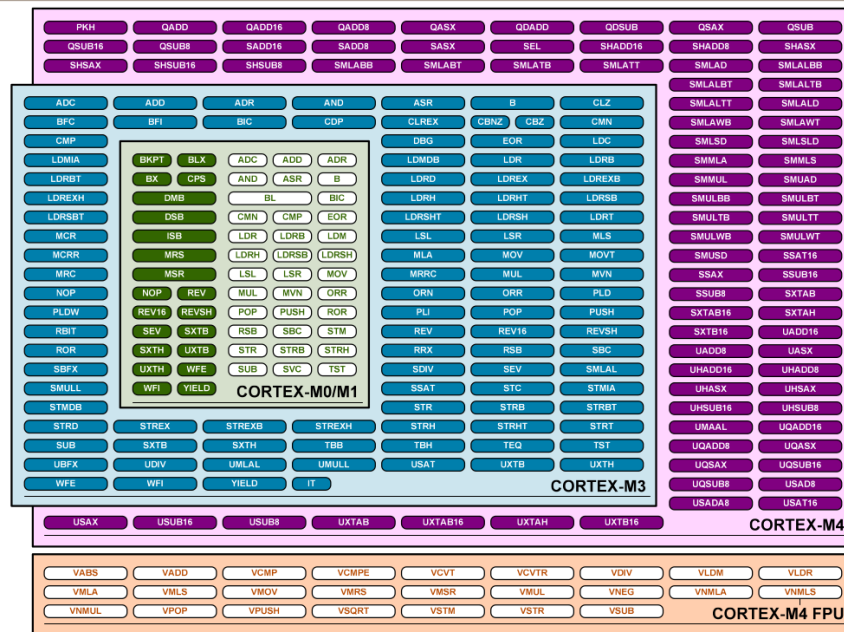 PKH QADD QADD16 QADD8 QASX QDADD QDSUB QSAX QSUB
QSUB16 QSUB8 SADD16 SADD8 SASX SEL SHADD16 SHADD8 SHASX
SHSAX SHSUB16 SHSUB8 SMLABB SMLABT SMLATB SMLATT SMLAD SMLALBB
SMLALBT SMLALTB
ADC ADD ADR AND ASR B CLZ SMLALTT SMLALD
BFC BFI BIC CDP CLREX CBNZ CBZ CMN SMLAWB SMLAWT
CMP DBG EOR LDC SMLSD SMLSLD
LDMIA BKPT BLX ADC ADD ADR LDMDB LDR LDRB SMMLA SMMLS
LDRBT BX CPS AND ASR B LDRD LDREX LDREXB SMMUL SMUAD
LDREXH DMB BL BIC LDRH LDRHT LDRSB SMULBB SMULBT
LDRSBT DSB CMN CMP EOR LDRSHT LDRSH LDRT SMULTB SMULTT
MCR ISB LDR LDRB LDM LSL LSR MLS SMULWB SMULWT
MCRR MRS LDRH LDRSB LDRSH MLA MOV MOVT SMUSD SSAT16
MRC MSR LSL LSR MOV MRRC MUL MVN SSAX SSUB16
NOP NOP REV MUL MVN ORR ORN ORR PLD SSUB8 SXTAB
PLDW REV16 REVSH POP PUSH ROR PLI POP PUSH SXTAB16 SXTAH
RBIT SEV SXTB RSB SBC STM REV REV16 REVSH SXTB16 UADD16
ROR SXTH UXTB STR STRB STRH RRX RSB SBC UADD8 UASX
SBFX UXTH WFE SUB SVC TST SDIV SEV SMLAL UHADD16 UHADD8
SMULL WFI YIELD CORTEX-M0/M1 SSAT STC STMIA UHASX UHSAX
STMDB STR STRB STRBT UHSUB16 UHSUB8
STRD STREX STREXB STREXH STRH STRHT STRT UMAAL UQADD16
SUB SXTB SXTH TBB TBH TEQ TST UQADD8 UQASX
UBFX UDIV UMLAL UMULL USAT UXTB UXTH UQSAX UQSUB16
WFE WFI YIELD IT CORTEX-M3 UQSUB8 USAD8
USADA8 USAT16
USAX USUB16 USUB8 UXTAB UXTAB16 UXTAH UXTB16 CORTEX-M4
VABS VADD VCMP VCMPE VCVT VCVTR VDIV VLDM VLDR
VMLA VMLS VMOV VMRS VMSR VMUL VNEG VNMLA VNMLS
VNMUL VPOP VPUSH VSQRT VSTM VSTR VSUB CORTEX-M4 FPU